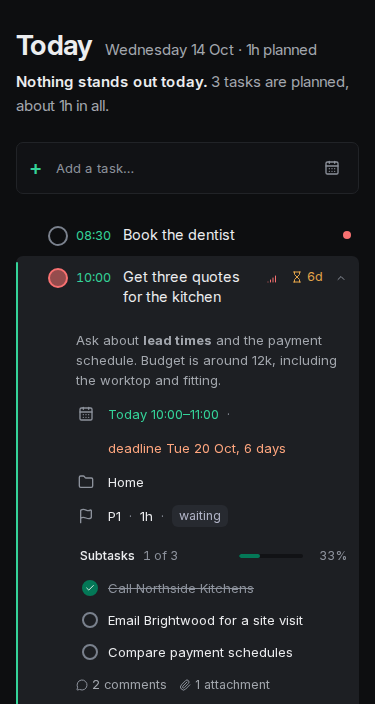 Today Wednesday 14 Oct · 1h planned
Nothing stands out today. 3 tasks are planned,
about 1h in all.
+ Add a task...
08:30 Book the dentist
10:00 Get three quotes 6d
for the kitchen
Ask about lead times and the payment
schedule. Budget is around 12k, including
the worktop and fitting.
Today 10:00–11:00 ·
deadline Tue 20 Oct, 6 days
Home
P1 · 1h · waiting
Subtasks 1 of 3 33%
Call Northside Kitchens
Email Brightwood for a site visit
Compare payment schedules
2 comments 1 attachment